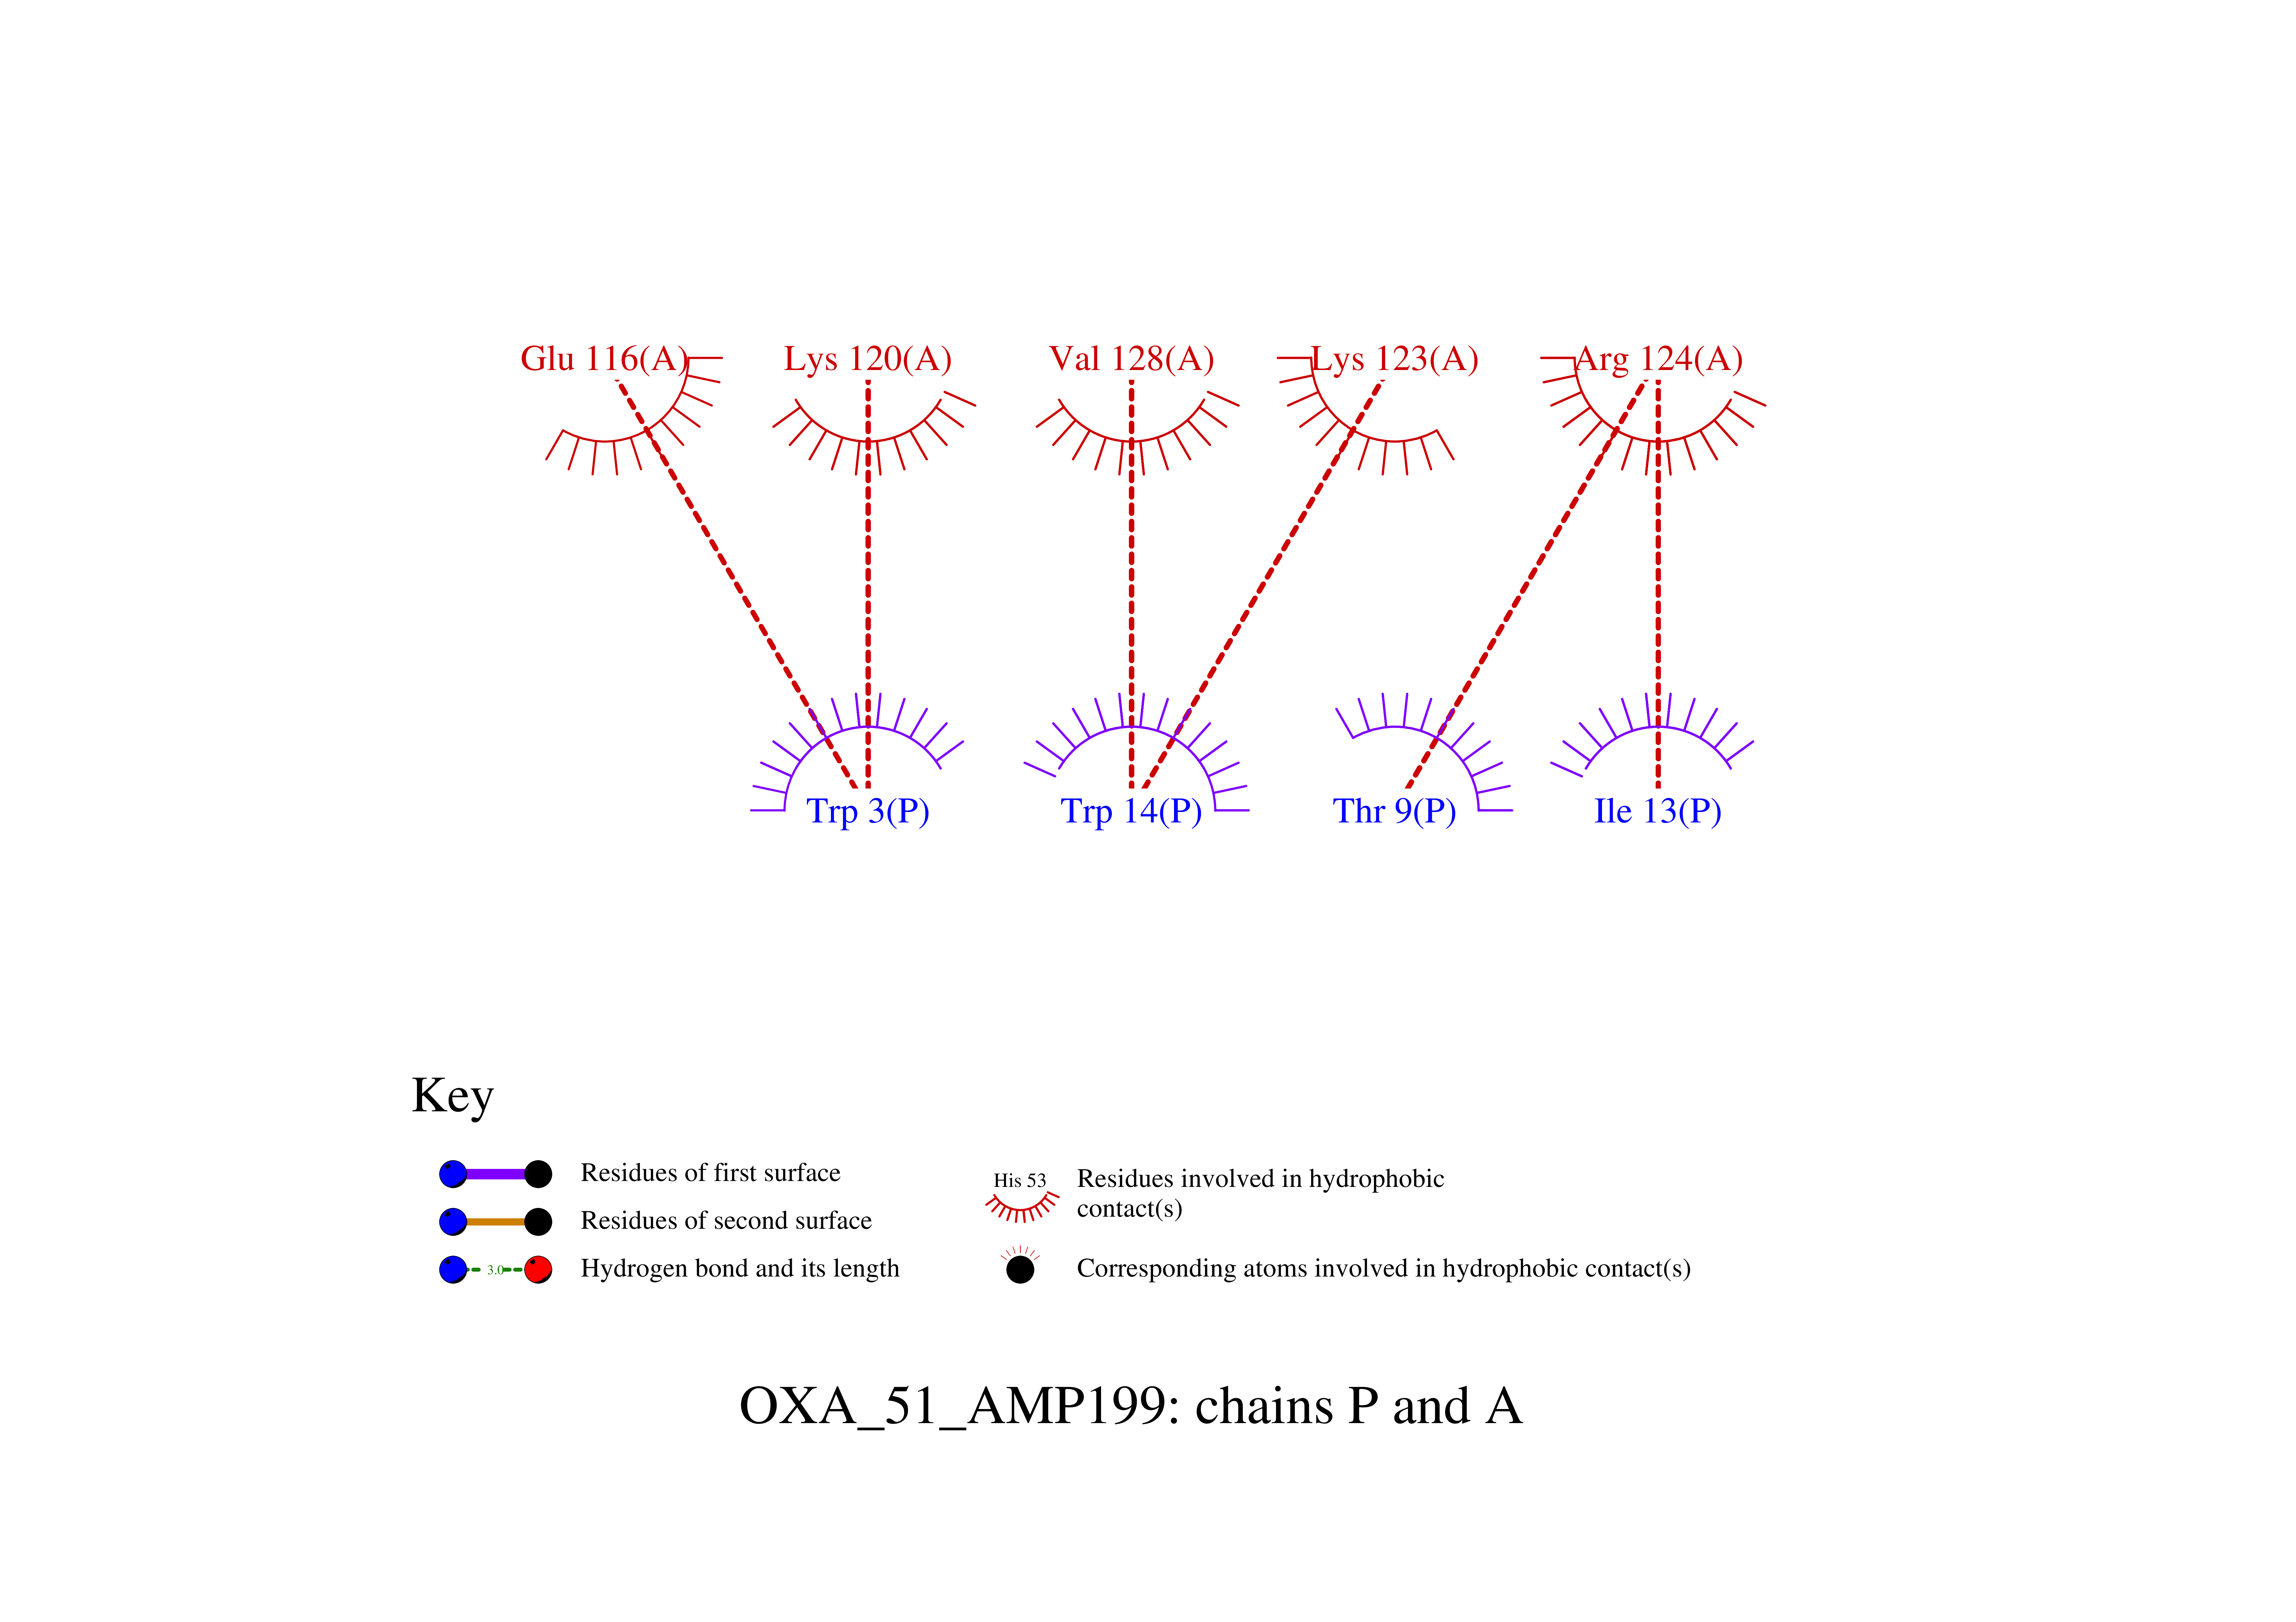 Glu 116(A) Lys 120(A) Val 128(A) Lys 123(A) Arg 124(A)
Trp 3(P) Trp 14(P) Thr 9(P) Ile 13(P)
Key
Residues of first surface
Residues of second surface
3.0 Hydrogen bond and its length
His 53 Residues involved in hydrophobic
contact(s)
Corresponding atoms involved in hydrophobic contact(s)
OXA_51_AMP199: chains P and A